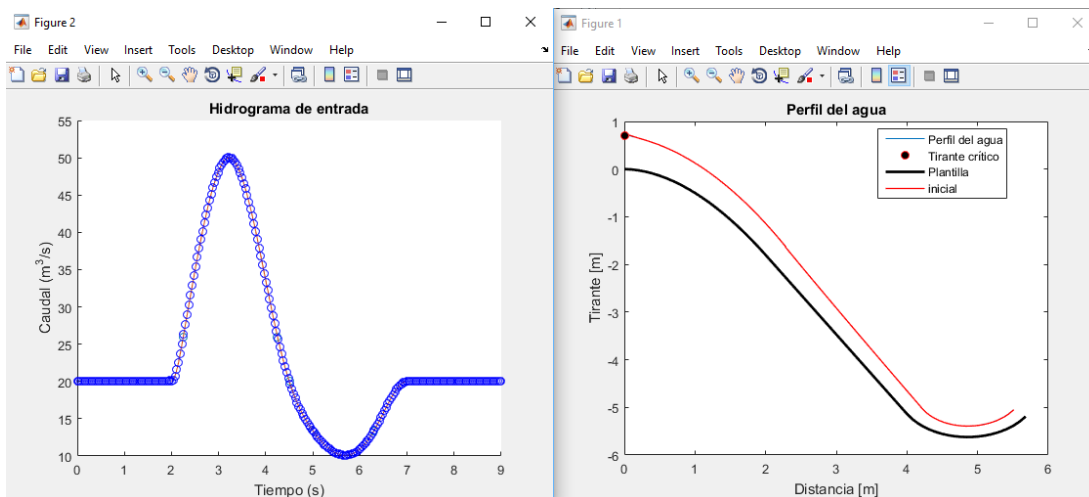 Figure 2
File Edit View Insert Tools Desktop Window Help
Hidrograma de entrada
55
50
45
40
35
30
25
20
15
10
Caudal (m³/s)
0 1 2 3 4 5 6 7 8 9
Tiempo (s)
Figure 1
File Edit View Insert Tools Desktop Window Help
Perfil del agua
1
0
-1
-2
-3
-4
-5
-6
Tirante [m]
Perfil del agua
Tirante crítico
Plantilla
inicial
0 1 2 3 4 5 6
Distancia [m]